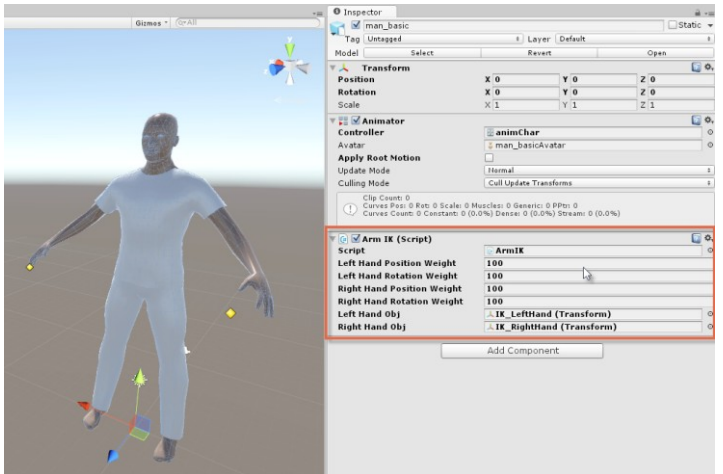 Gizmos
All
Inspector
man_basic
Static
Tag Untagged Layer Default
Model Select Revert Open
Transform
Position X 0 Y 0 Z 0
Rotation X 0 Y 0 Z 0
Scale X 1 Y 1 Z 1
Animator
Controller animChar
Avatar man_basicAvatar
Apply Root Motion
Update Mode Normal
Culling Mode Cull Update Transforms
Clip Count: 0
Curves Pos: 0 Rot: 0 Scale: 0 Muscles: 0 Generic: 0 PPtr: 0
Curves Count: 0 Constant: 0 (0.0%) Dense: 0 (0.0%) Stream: 0 (0.0%)
Arm IK (Script)
Script ArmIK
Left Hand Position Weight 100
Left Hand Rotation Weight 100
Right Hand Position Weight 100
Right Hand Rotation Weight 100
Left Hand Obj IK_LeftHand (Transform)
Right Hand Obj IK_RightHand (Transform)
Add Component